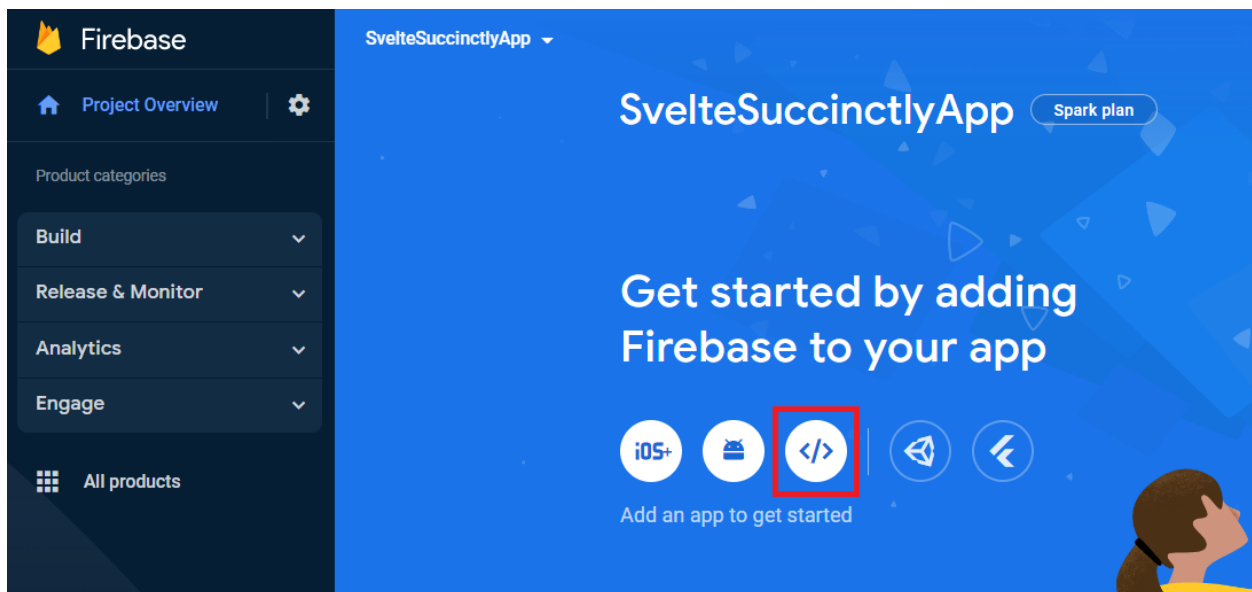 Firebase
SvelteSuccinctlyApp
Project Overview
SvelteSuccinctlyApp
Spark plan
Product categories
Build
Release & Monitor
Analytics
Engage
All products
Get started by adding
Firebase to your app
iOS+
</>
Add an app to get started